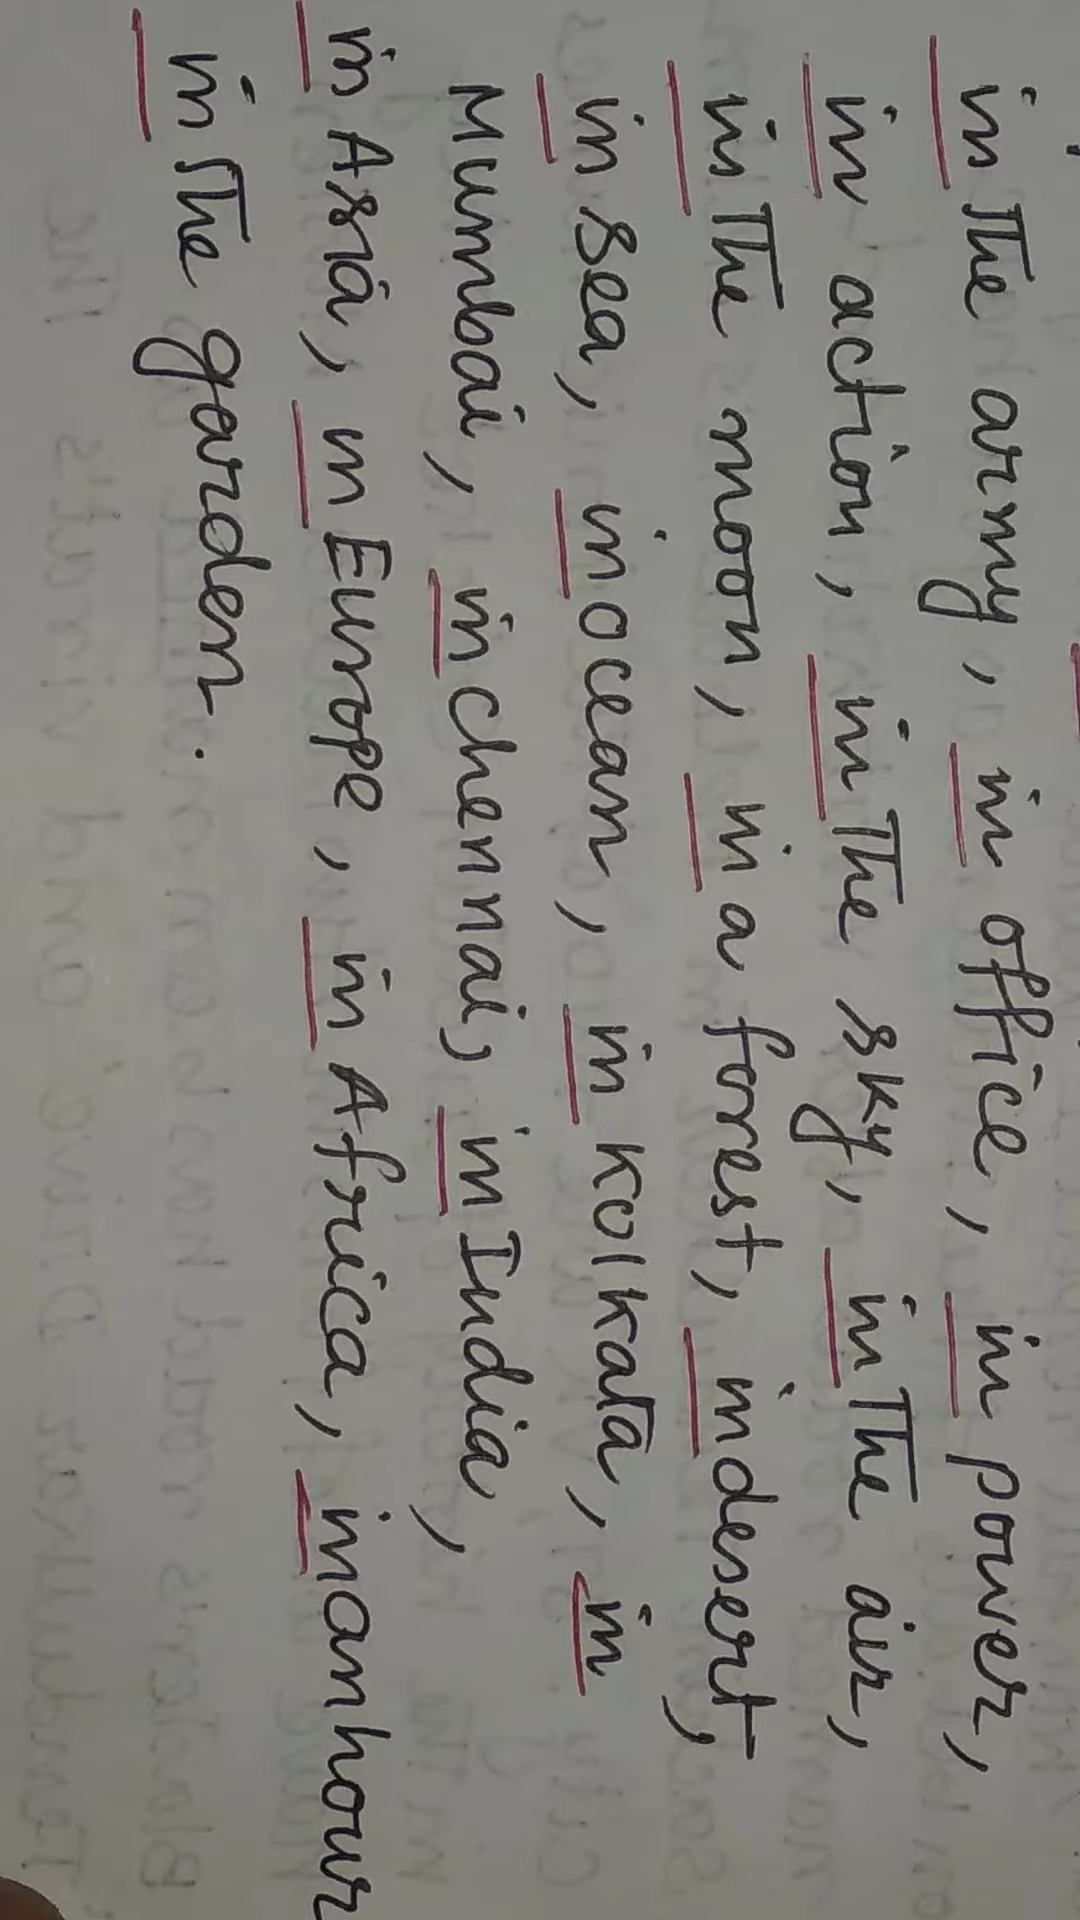 in The army, in office, in power,
in action, in The sky, in The air,
in The moon, in a forest, in desert,
in sea, in ocean, in Kolkata, in
Mumbai, in chennai, in India,
in Asia, in Europe, in Africa, in an hour
in The garden.